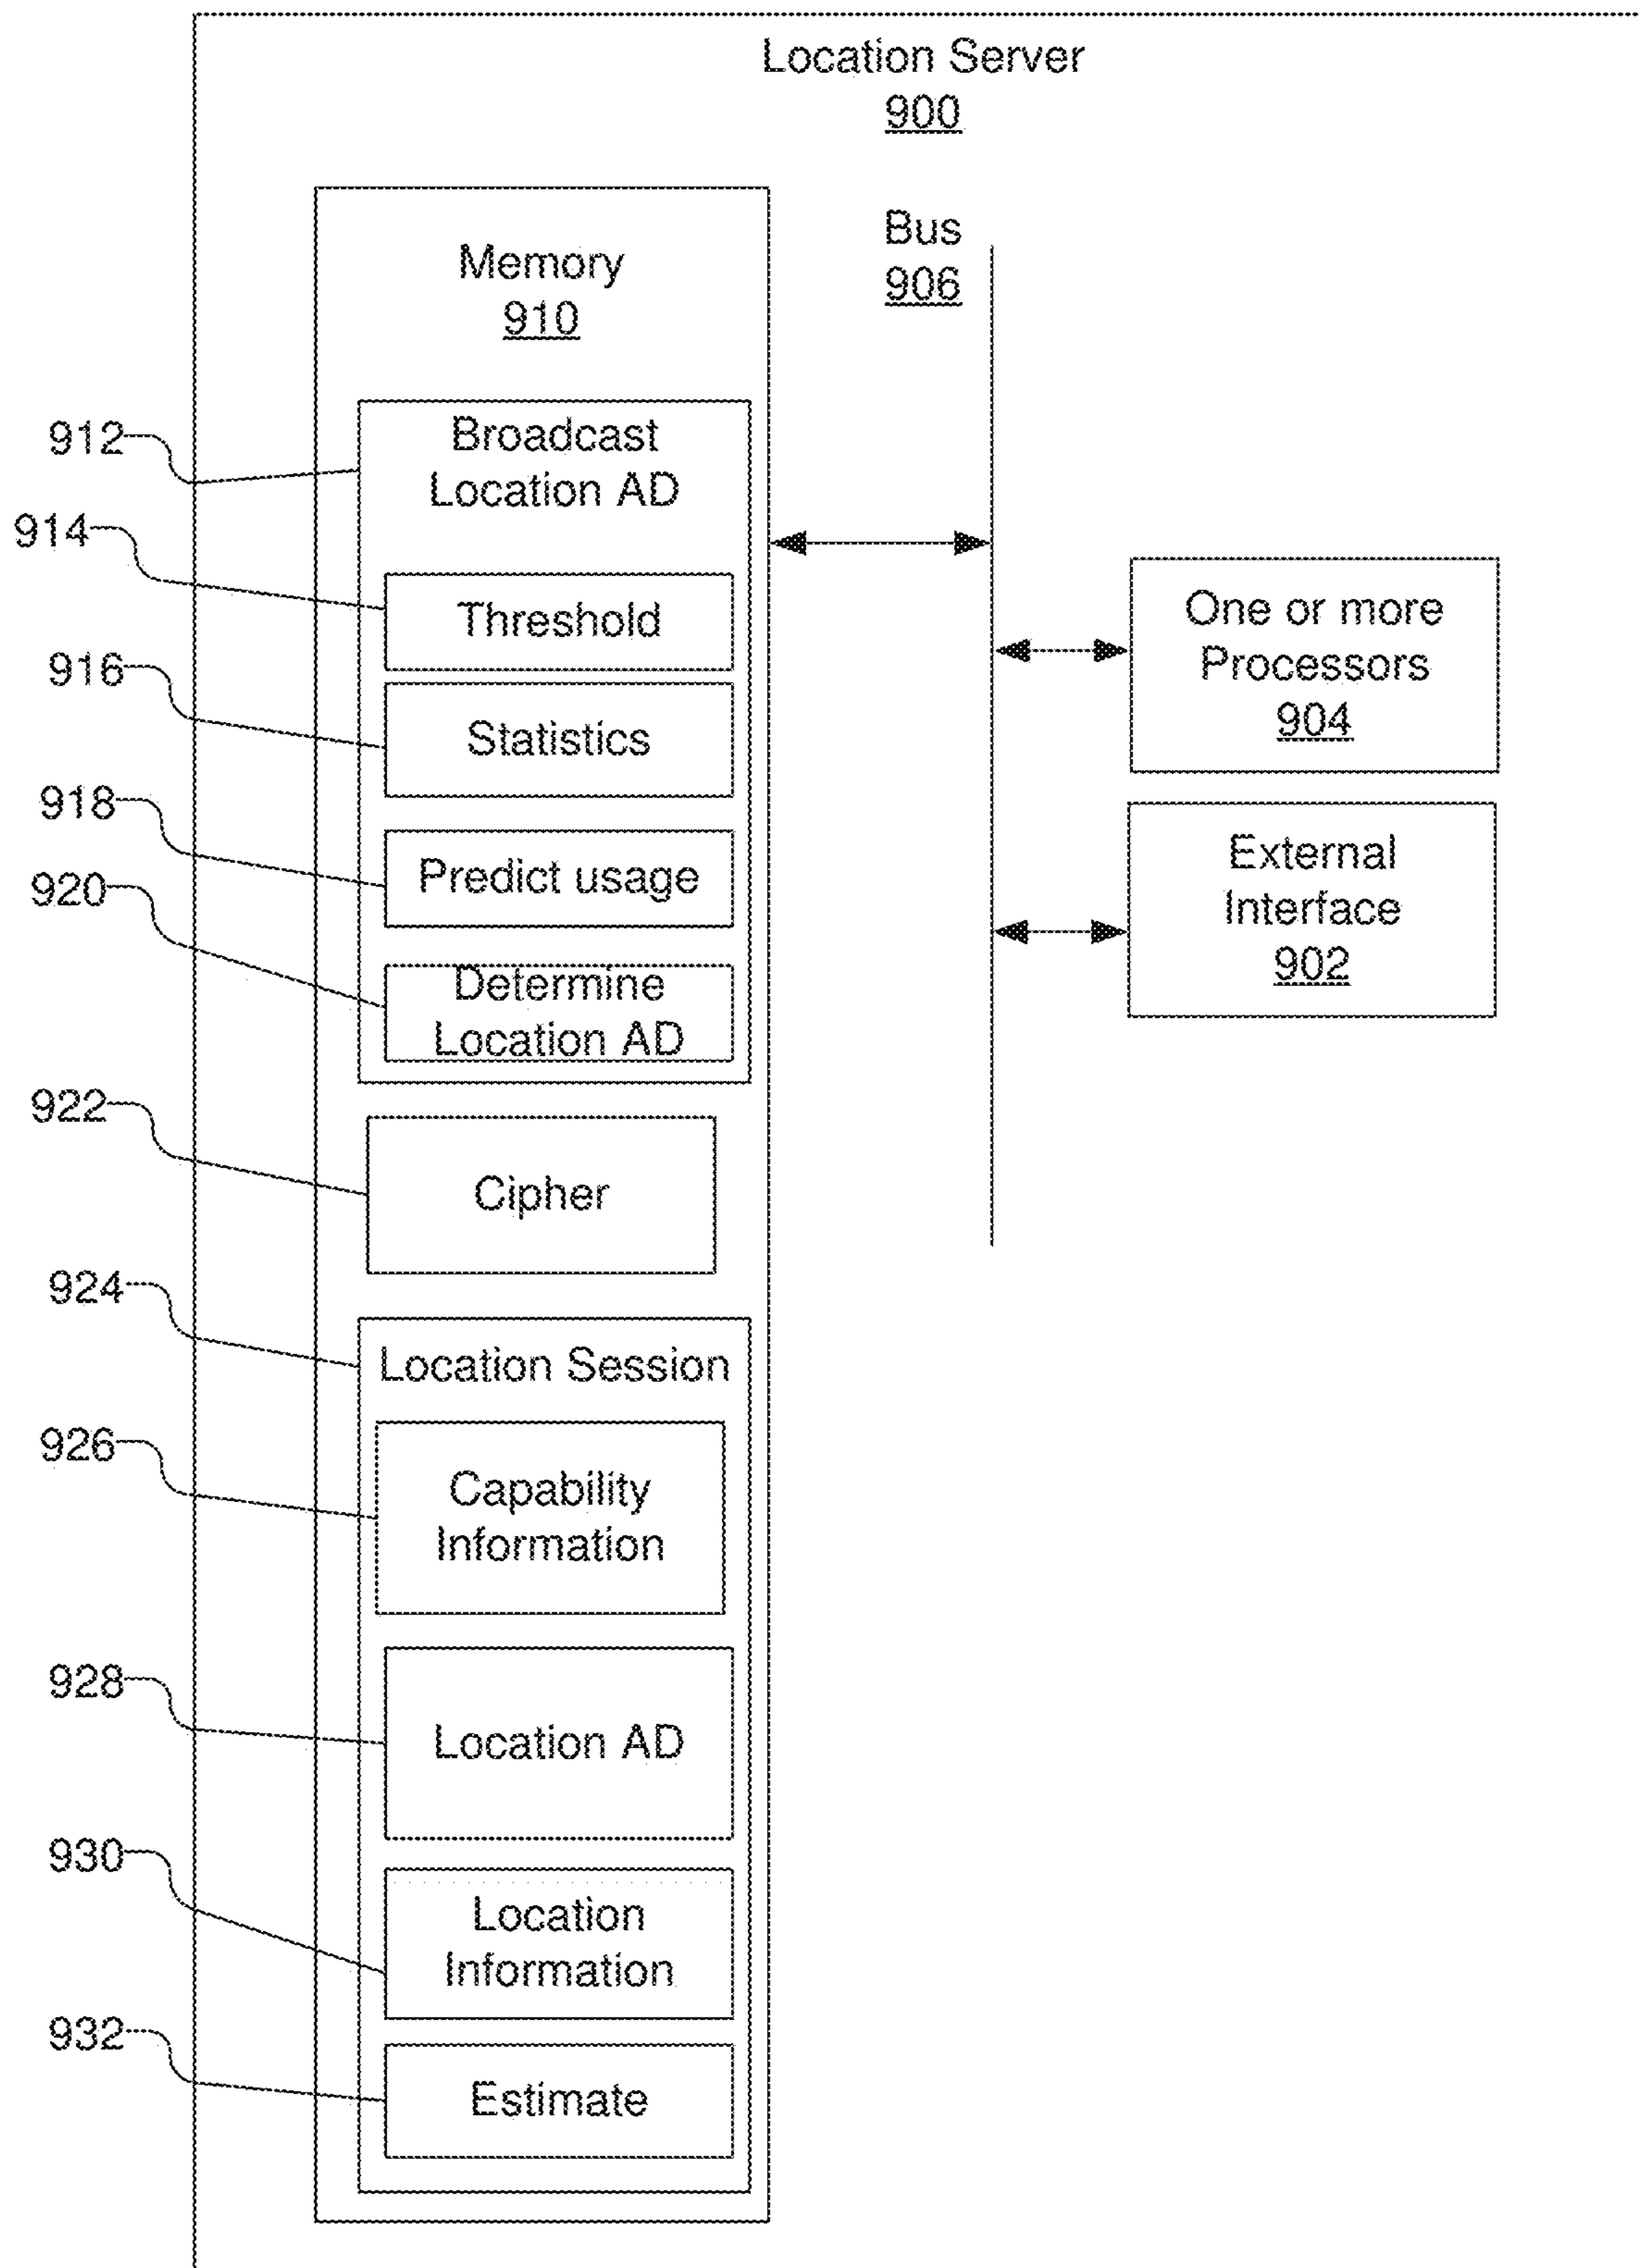 Location Server
900
Bus
906
Memory
910
912
Broadcast
Location AD
914
Threshold
916
Statistics
918
Predict usage
920
Determine
Location AD
One or more
Processors
904
External
Interface
902
922
Cipher
924
Location Session
926
Capability
Information
928
Location AD
930
Location
Information
932
Estimate